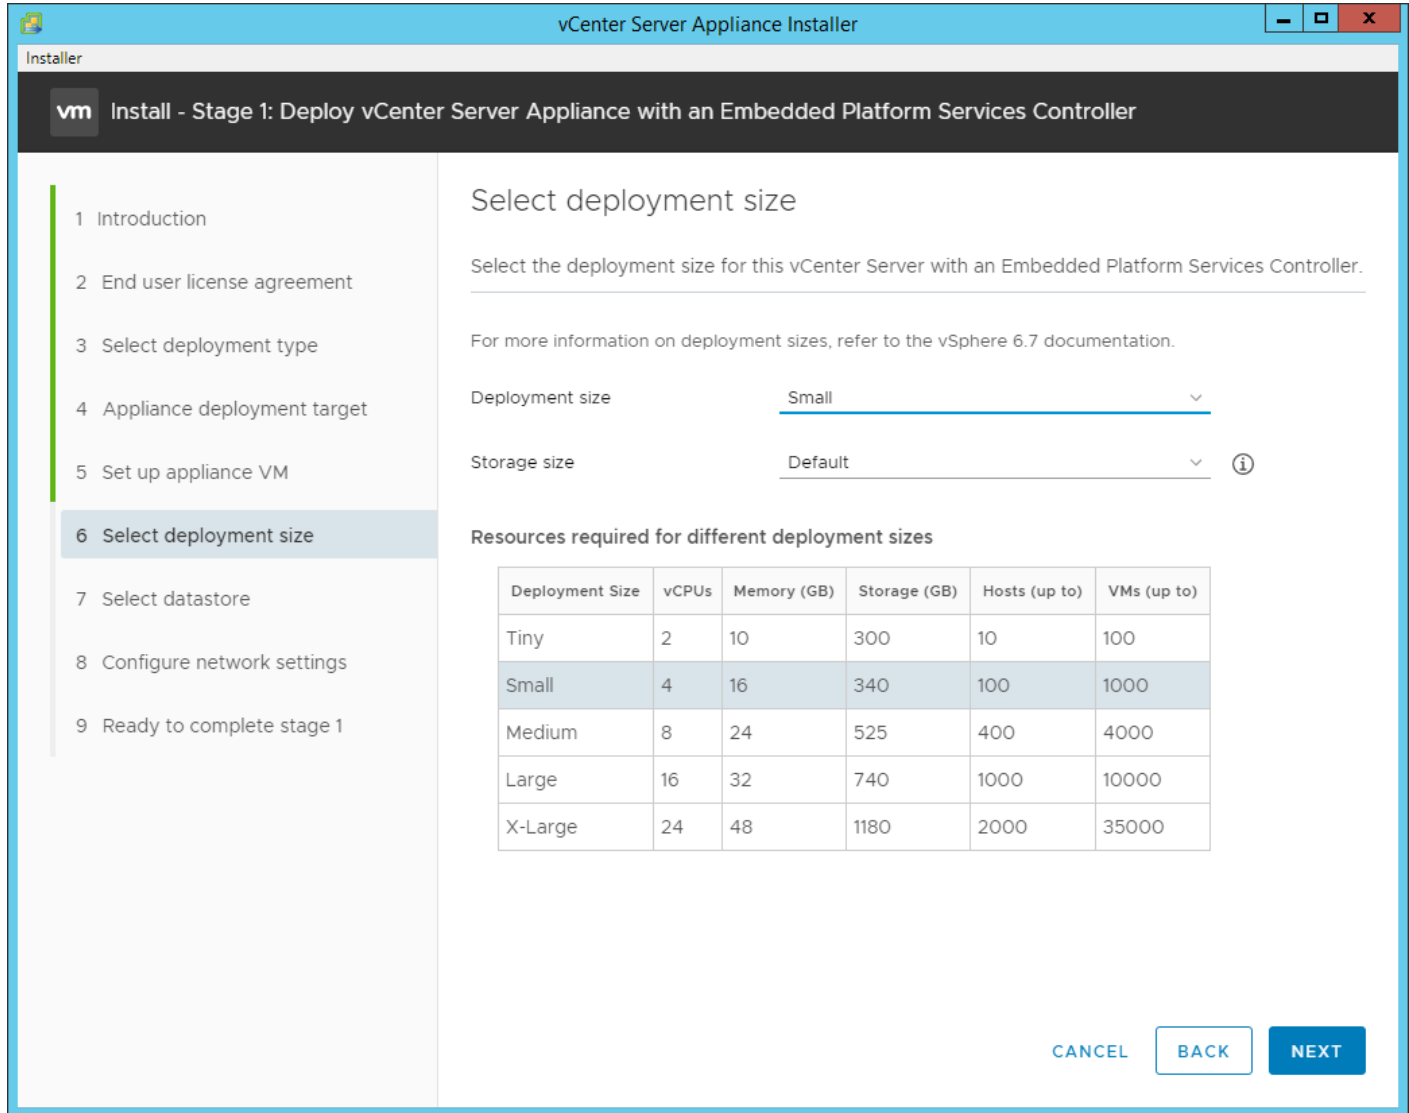 vCenter Server Appliance Installer
Installer
vm Install - Stage 1: Deploy vCenter Server Appliance with an Embedded Platform Services Controller
1 Introduction
2 End user license agreement
3 Select deployment type
4 Appliance deployment target
5 Set up appliance VM
6 Select deployment size
7 Select datastore
8 Configure network settings
9 Ready to complete stage 1
Select deployment size
Select the deployment size for this vCenter Server with an Embedded Platform Services Controller.
For more information on deployment sizes, refer to the vSphere 6.7 documentation.
Deployment size Small
Storage size Default
Resources required for different deployment sizes
Deployment Size vCPUs Memory (GB) Storage (GB) Hosts (up to) VMs (up to)
Tiny 2 10 300 10 100
Small 4 16 340 100 1000
Medium 8 24 525 400 4000
Large 16 32 740 1000 10000
X-Large 24 48 1180 2000 35000
CANCEL BACK NEXT